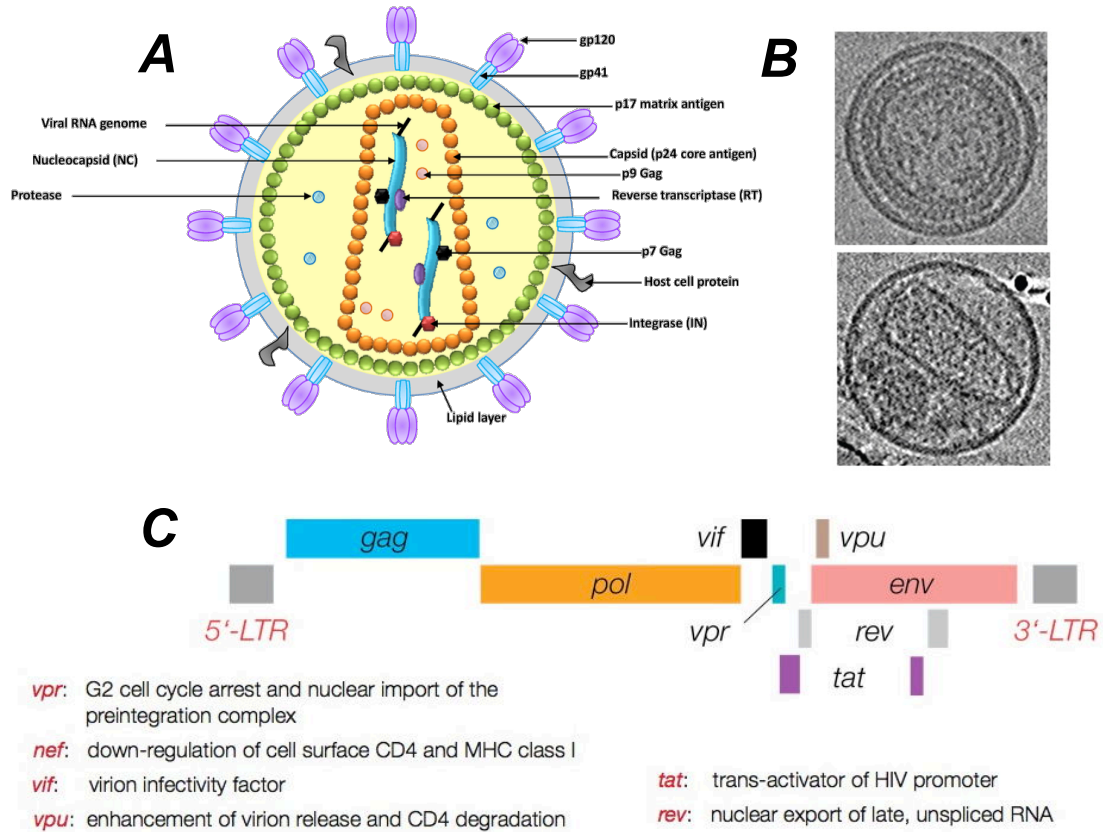 A
B
gp120
gp41
p17 matrix antigen
Viral RNA genome
Nucleocapsid (NC)
Capsid (p24 core antigen)
p9 Gag
Protease
Reverse transcriptase (RT)
p7 Gag
Host cell protein
Integrase (IN)
Lipid layer
C
gag
vif
vpu
pol
env
5‘-LTR
vpr
rev
3‘-LTR
tat
vpr: G2 cell cycle arrest and nuclear import of the
preintegration complex
nef: down-regulation of cell surface CD4 and MHC class I
vif: virion infectivity factor
vpu: enhancement of virion release and CD4 degradation
tat: trans-activator of HIV promoter
rev: nuclear export of late, unspliced RNA